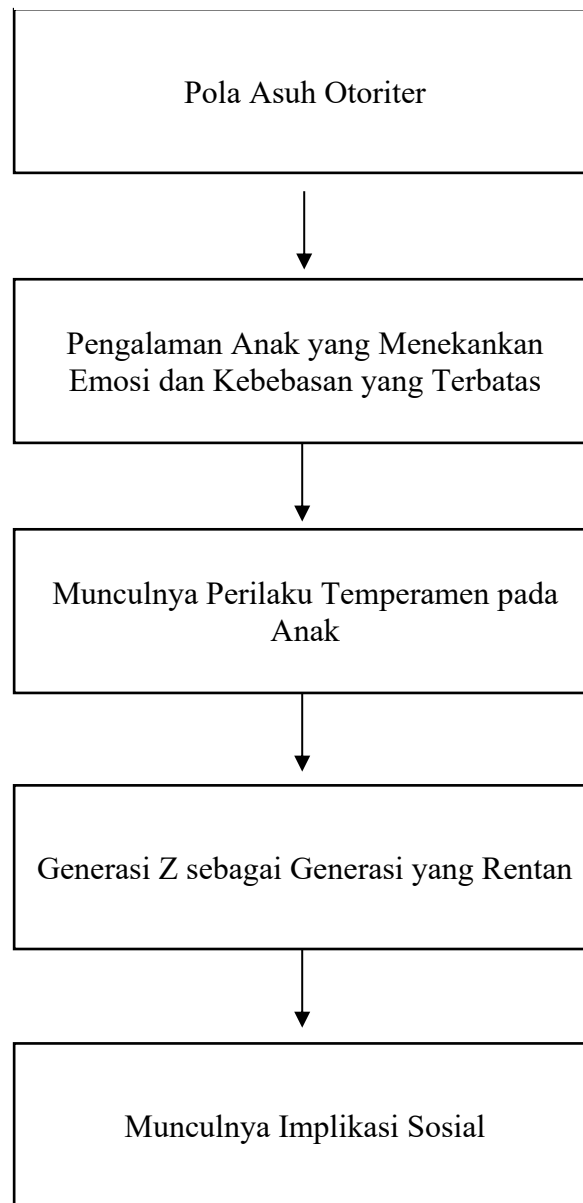 Pola Asuh Otoriter
Pengalaman Anak yang Menekankan
Emosi dan Kebebasan yang Terbatas
Munculnya Perilaku Temperamen pada
Anak
Generasi Z sebagai Generasi yang Rentan
Munculnya Implikasi Sosial